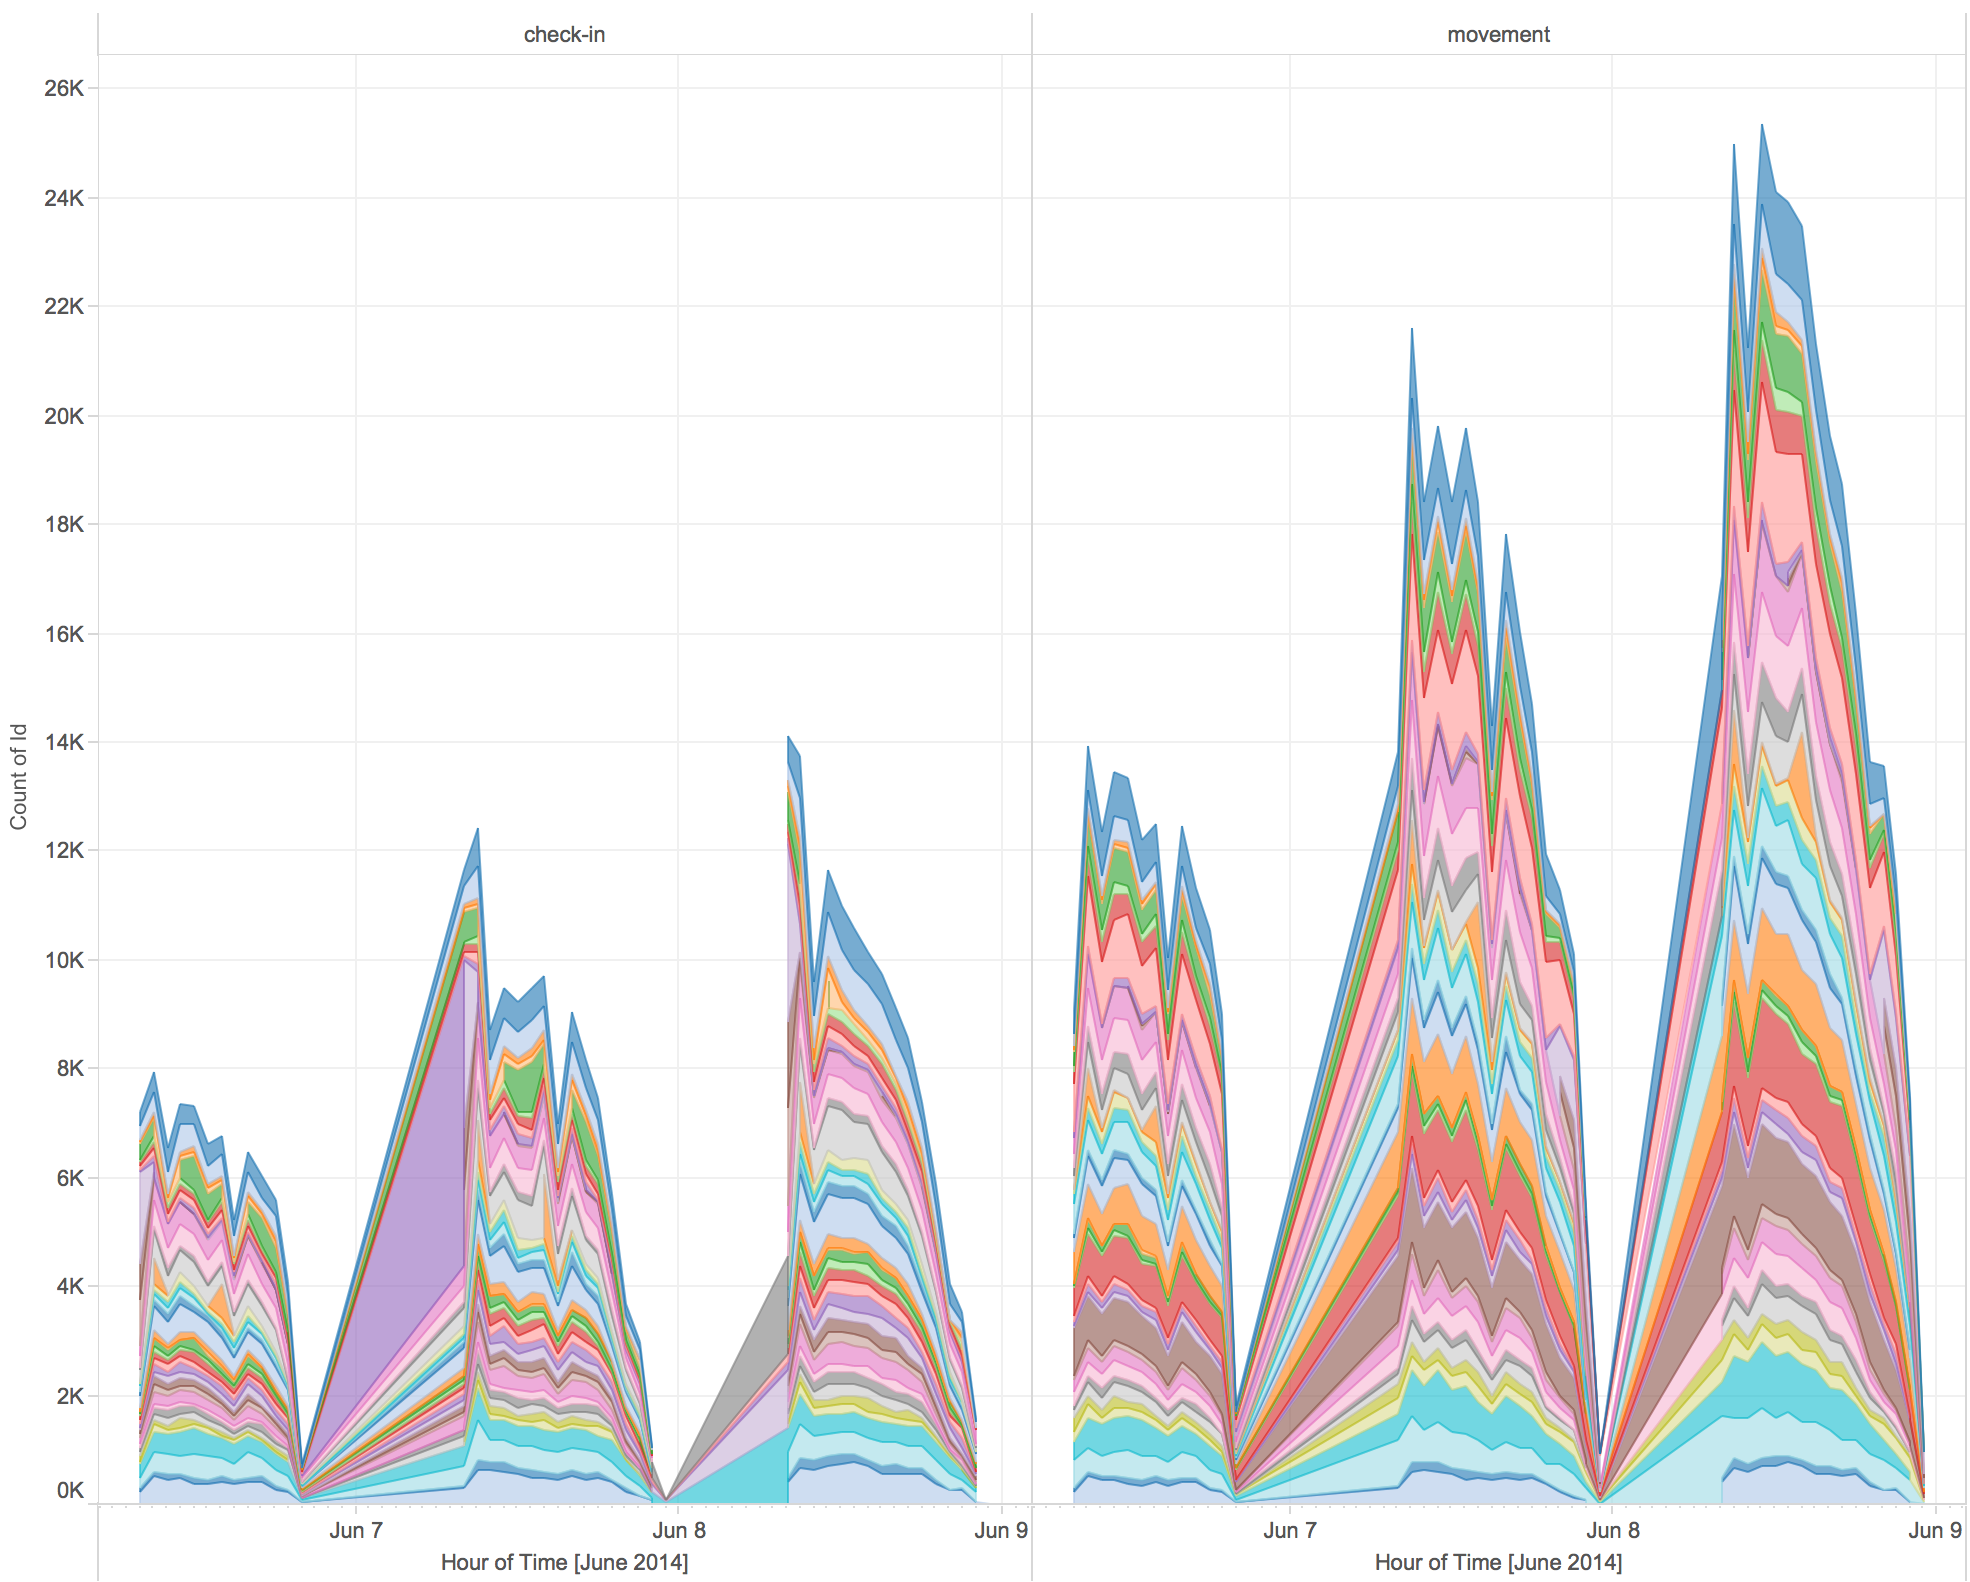 check-in movement
26K
24K
22K
20K
18K
16K
14K
12K
10K
8K
6K
4K
2K
0K
Count of Id
Jun 7 Jun 8 Jun 9 Jun 7 Jun 8 Jun 9
Hour of Time [June 2014] Hour of Time [June 2014]